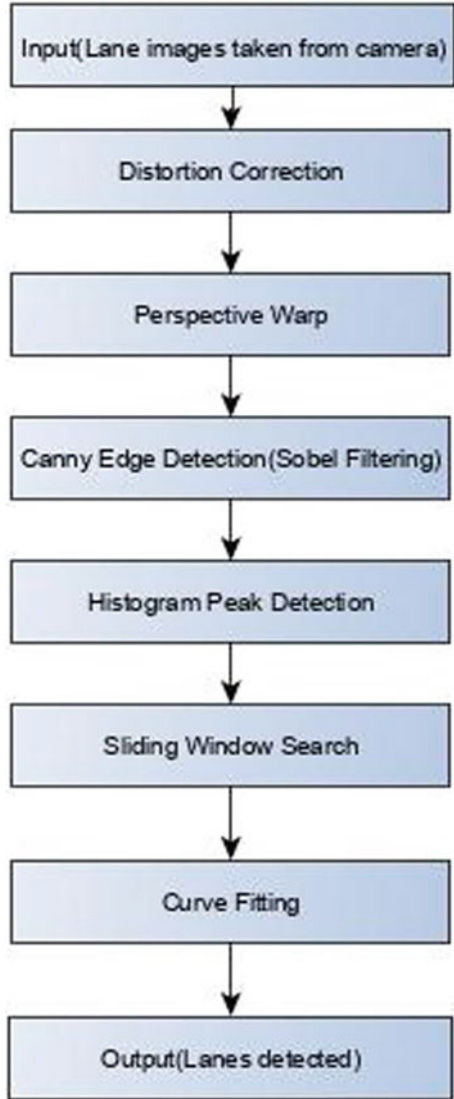 Input(Lane images taken from camera)
Distortion Correction
Perspective Warp
Canny Edge Detection(Sobel Filtering)
Histogram Peak Detection
Sliding Window Search
Curve Fitting
Output(Lanes detected)